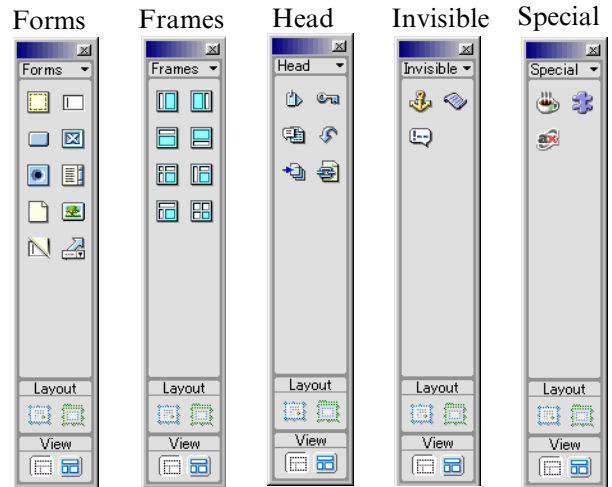 Forms Frames Head Invisible Special
Forms Frames Head Invisible Special
ax
Layout Layout Layout Layout Layout
View View View View View